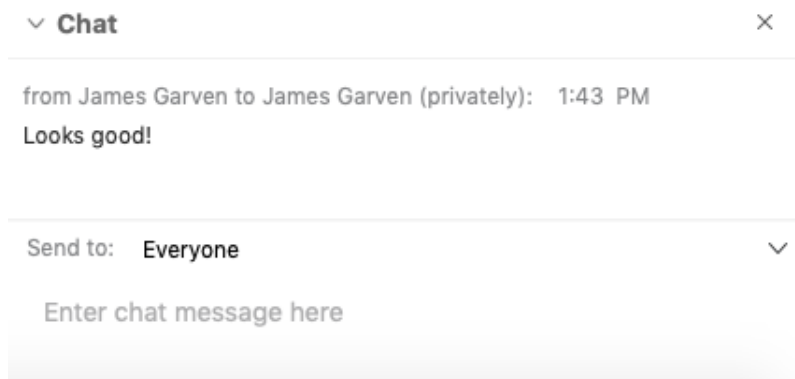 Chat
from James Garven to James Garven (privately): 1:43 PM
Looks good!
Send to: Everyone
Enter chat message here